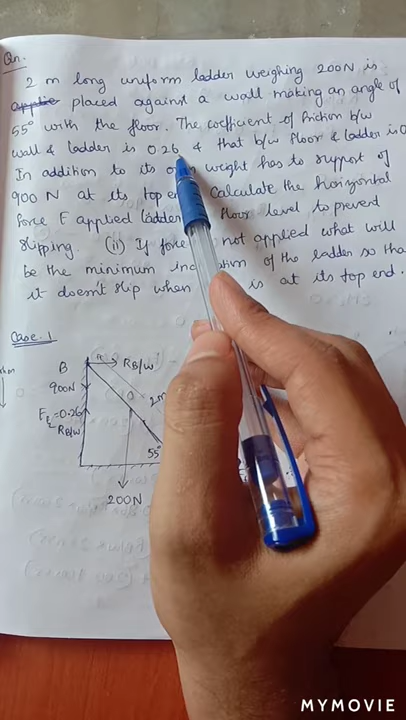 Qn.
2 m long uniform ladder weighing 200N is
placed against a wall making an angle of
55° with the floor. The coefficient of friction b/w
wall & ladder is 0.26 & that b/w floor & ladder is 0
In addition to its weight has to support of
900 N at its top end Calculate the horizontal
force F applied ladder floor level to prevent
slipping. (ii) If force not applied what will
be the minimum of the ladder so tha
it doesn't slip when is at its top end.
Case. 1
B RB/w
900N 2m
=0.26
RB/w
55°
200N
MYMOVIE